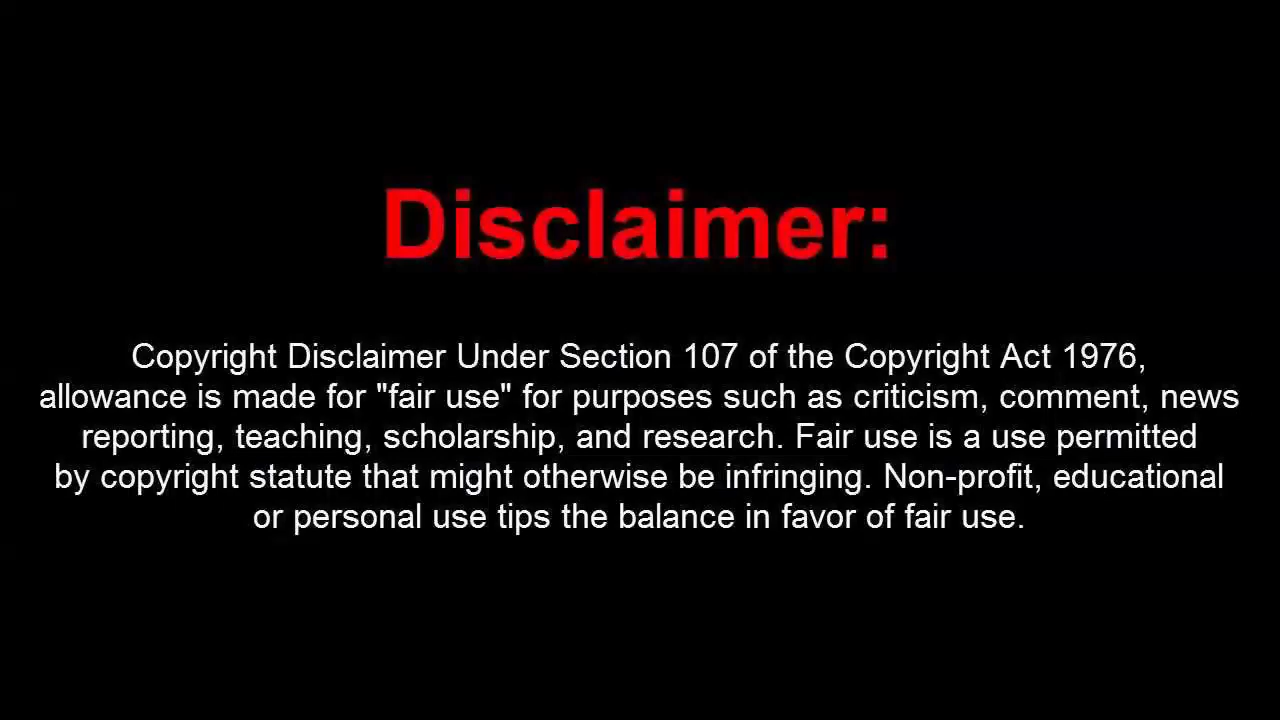 Disclaimer:
Copyright Disclaimer Under Section 107 of the Copyright Act 1976,
allowance is made for "fair use" for purposes such as criticism, comment, news
reporting, teaching, scholarship, and research. Fair use is a use permitted
by copyright statute that might otherwise be infringing. Non-profit, educational
or personal use tips the balance in favor of fair use.